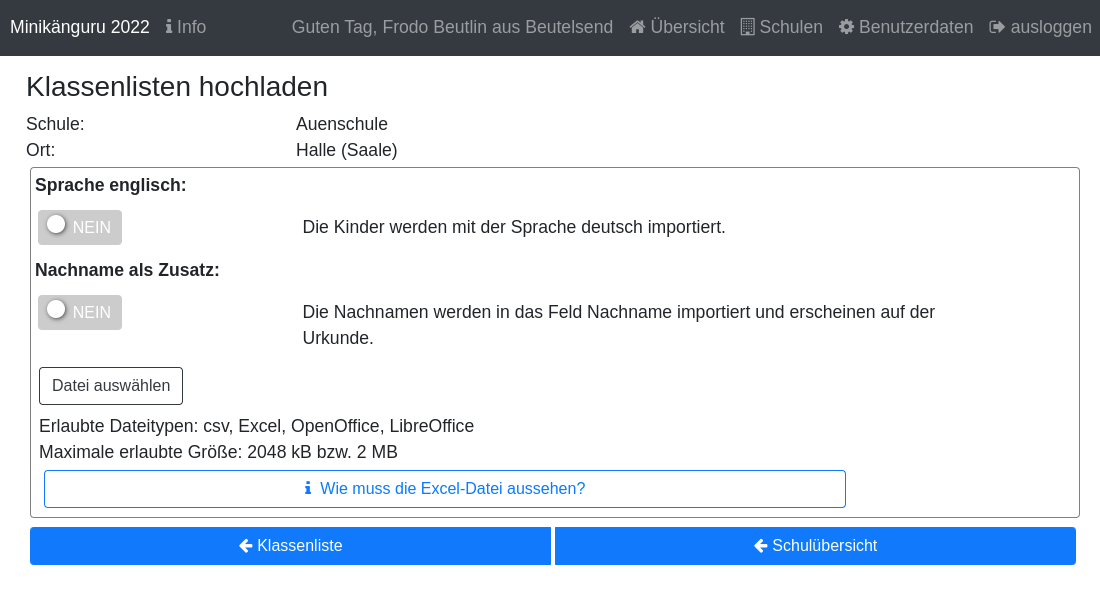 Minikänguru 2022 Info Guten Tag, Frodo Beutlin aus Beutelsend Übersicht Schulen Benutzerdaten ausloggen
Klassenlisten hochladen
Schule: Auenschule
Ort: Halle (Saale)
Sprache englisch:
NEIN Die Kinder werden mit der Sprache deutsch importiert.
Nachname als Zusatz:
NEIN Die Nachnamen werden in das Feld Nachname importiert und erscheinen auf der
Urkunde.
Datei auswählen
Erlaubte Dateitypen: csv, Excel, OpenOffice, LibreOffice
Maximale erlaubte Größe: 2048 kB bzw. 2 MB
Wie muss die Excel-Datei aussehen?
Klassenliste Schulübersicht